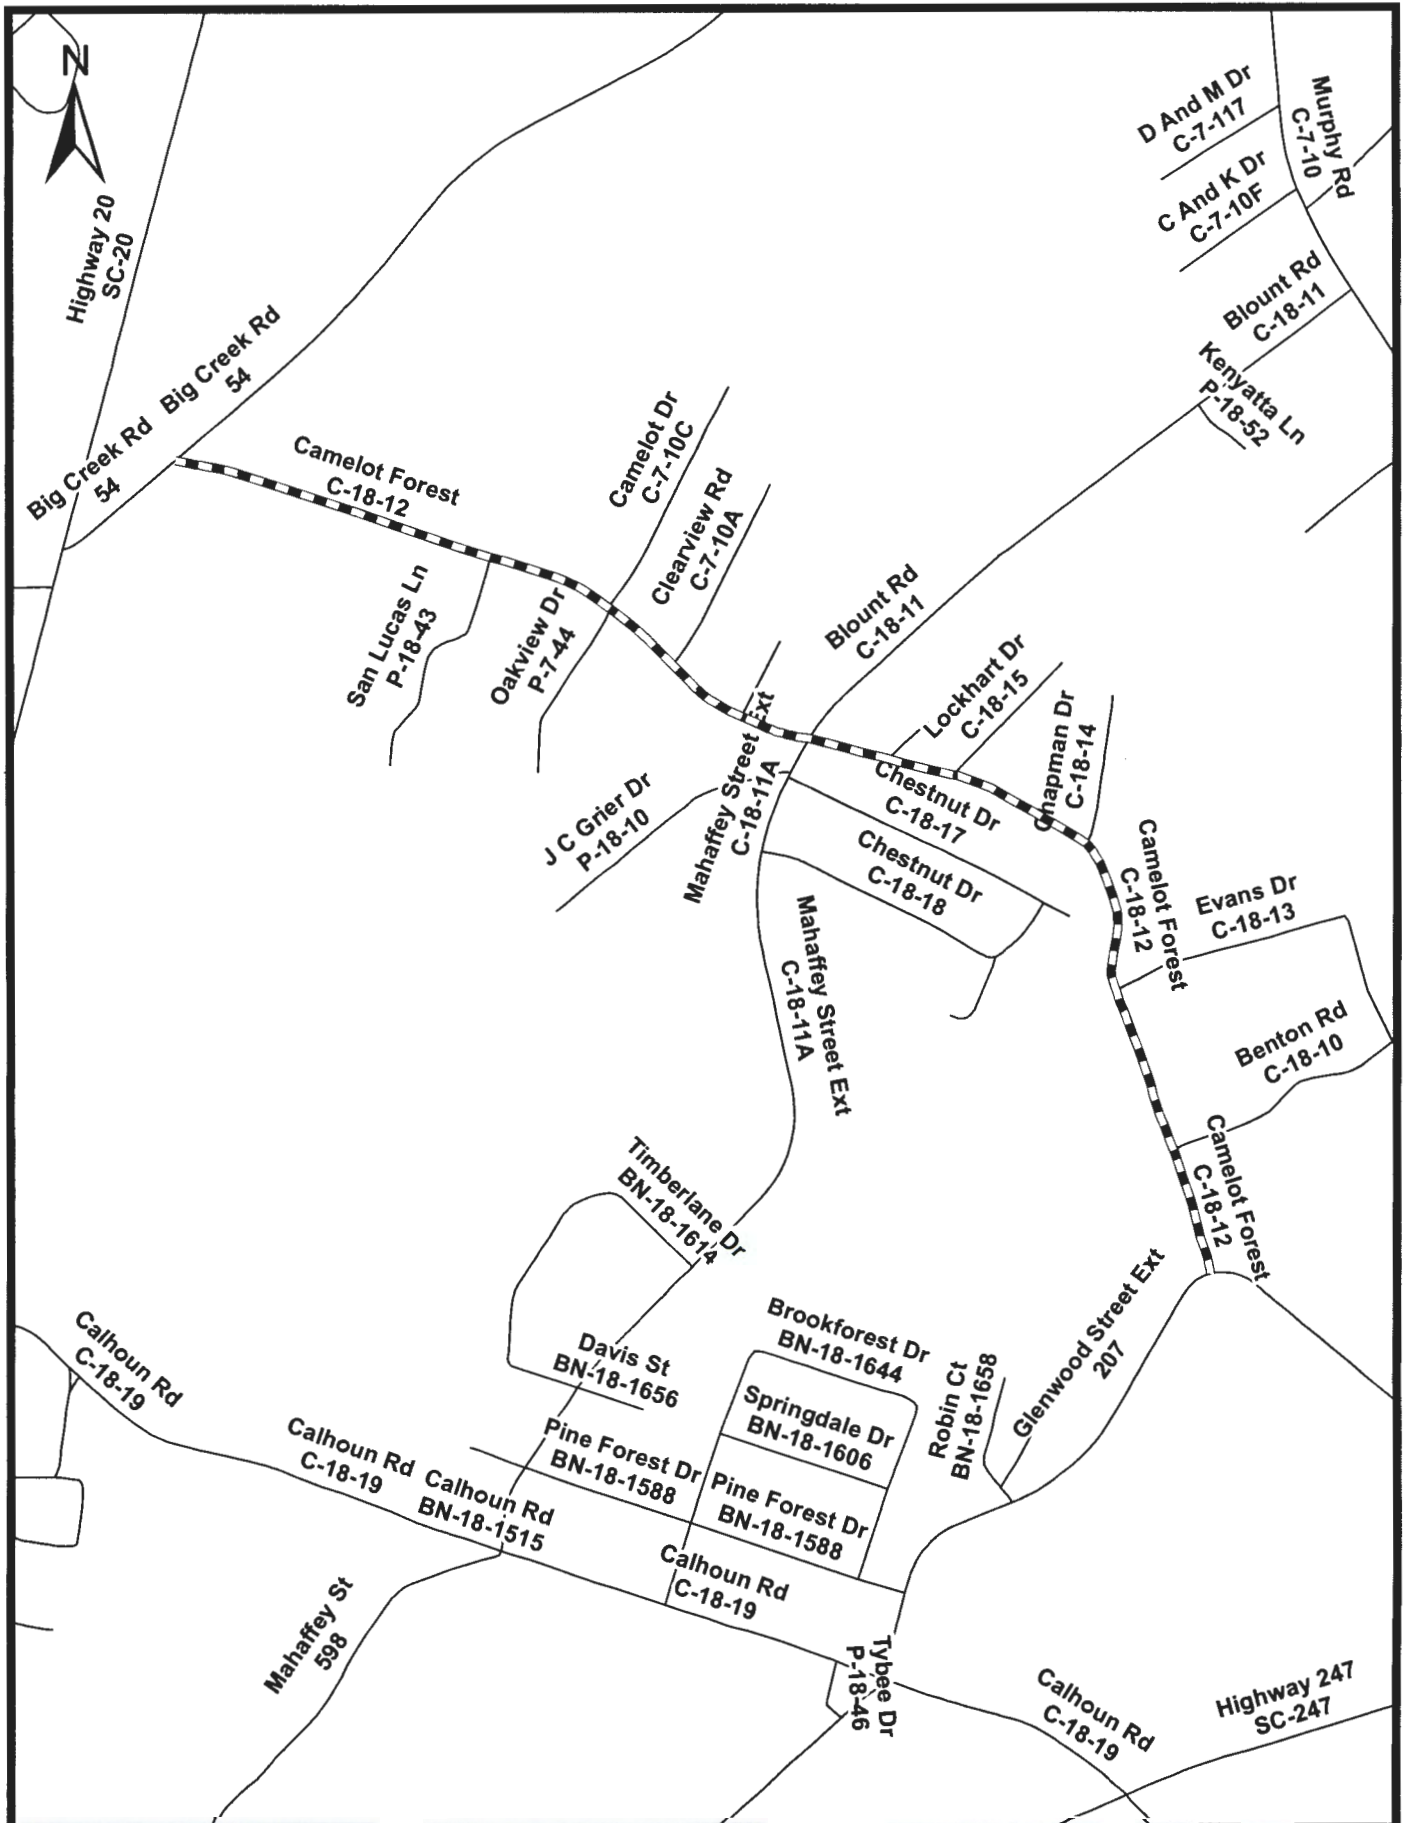 N
D And M Dr
C-7-117
Murphy Rd
C-7-10
C And K Dr
C-7-10F
Highway 20
SC-20
Blount Rd
C-18-11
Big Creek Rd
54
Kenyatta Ln
P-18-52
Big Creek Rd
54
Camelot Forest
C-18-12
Camelot Dr
C-7-10C
Clearview Rd
C-7-10A
San Lucas Ln
P-18-43
Oakview Dr
P-7-44
Blount Rd
C-18-11
Lockhart Dr
C-18-15
Chapman Dr
C-18-14
Mahaffey Street Ext
C-18-11A
J C Grier Dr
P-18-10
Chestnut Dr
C-18-17
Chestnut Dr
C-18-18
Camelot Forest
C-18-12
Evans Dr
C-18-13
Mahaffey Street Ext
C-18-11A
Benton Rd
C-18-10
Camelot Forest
C-18-12
Timberlane Dr
BN-18-1614
Glenwood Street Ext
207
Brookforest Dr
BN-18-1644
Davis St
BN-18-1656
Calhoun Rd
C-18-19
Robin Ct
BN-18-1658
Springdale Dr
BN-18-1606
Calhoun Rd
C-18-19
Pine Forest Dr
BN-18-1588
Calhoun Rd
BN-18-1515
Pine Forest Dr
BN-18-1588
Calhoun Rd
C-18-19
Mahaffey St
598
Tybee Dr
P-18-46
Calhoun Rd
C-18-19
Highway 247
SC-247